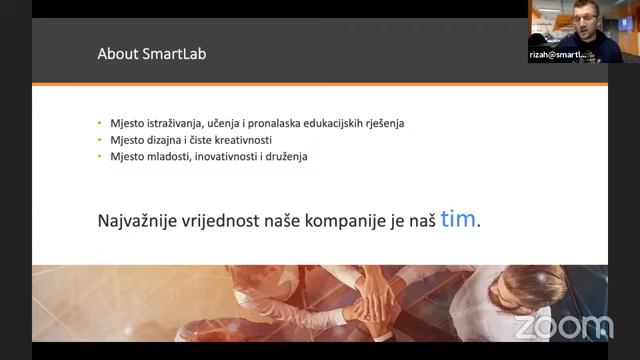 About SmartLab
rizah@smartl...
• Mjesto istraživanja, učenja i pronalaska edukacijskih rješenja
• Mjesto dizajna i čiste kreativnosti
• Mjesto mladosti, inovativnosti i druženja
Najvažnije vrijednost naše kompanije je naš tim.
zoom